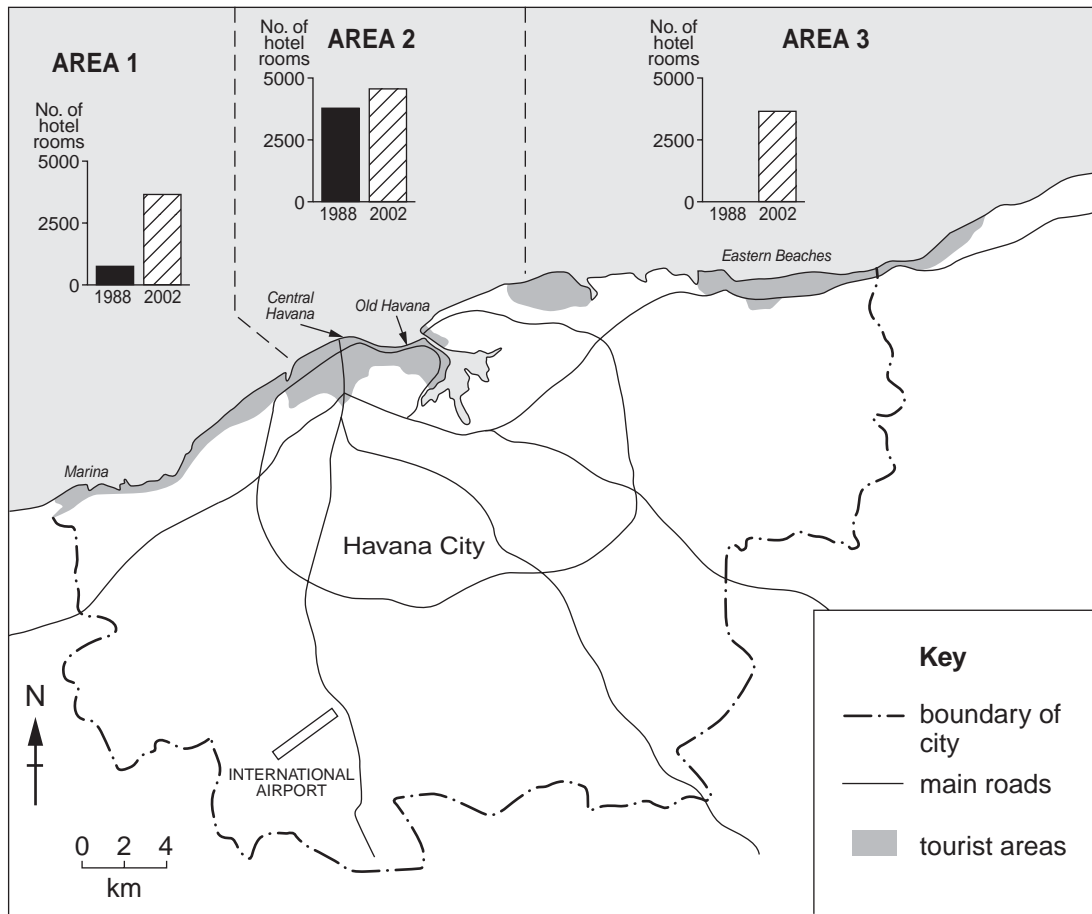 AREA 1
No. of
hotel
rooms
5000
2500
0
1988 2002
AREA 2
No. of
hotel
rooms
5000
2500
0
1988 2002
AREA 3
No. of
hotel
rooms
5000
2500
0
1988 2002
Eastern Beaches
Central
Havana
Old Havana
Marina
Havana City
INTERNATIONAL
AIRPORT
N
0 2 4
km
Key
boundary of
city
main roads
tourist areas